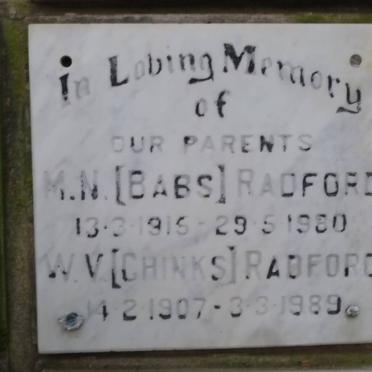 In Loving Memory
of
OUR PARENTS
M.N. [BABS] RADFORD
13·3·1915 - 29·5·1980
W.V. [CHINKS] RADFORD
14·2·1907 - 3·3·1989